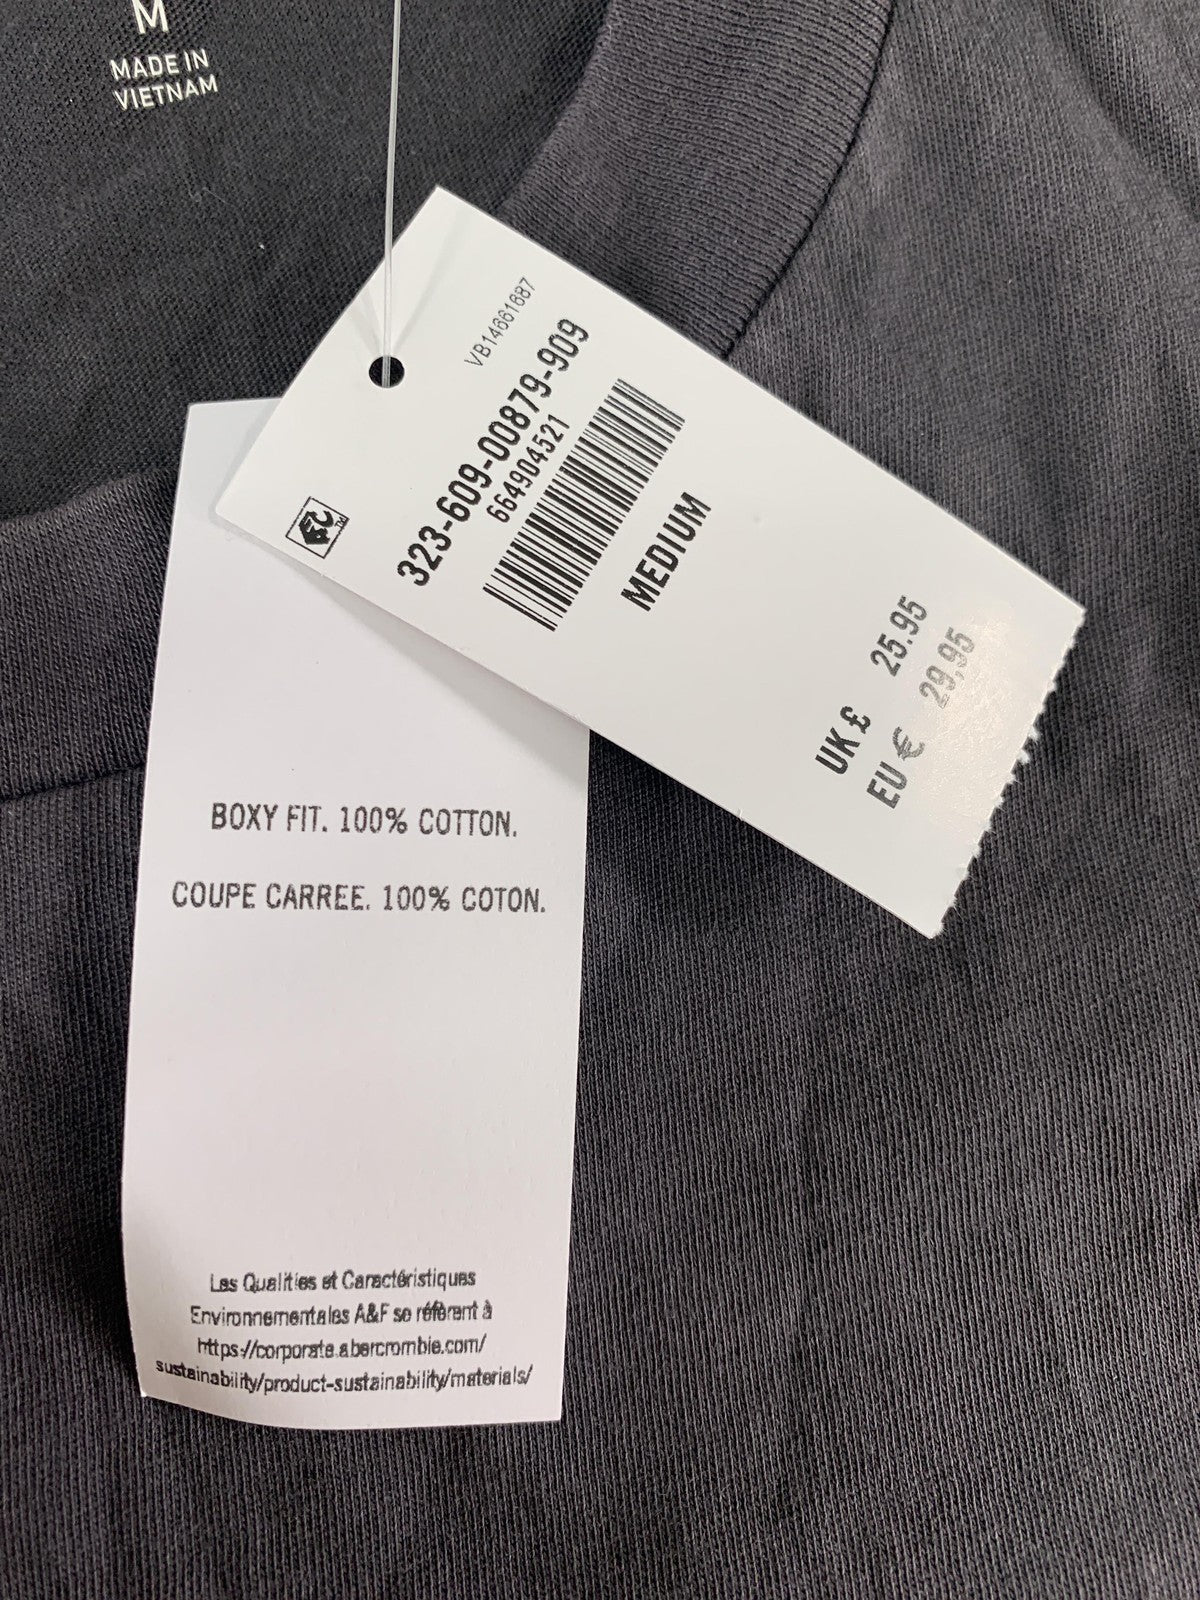 M
MADE IN
VIETNAM
VB14661687
323-609-00879-909
664904521
MEDIUM
UK £ 25.95
EU € 29,95
BOXY FIT. 100% COTTON.
COUPE CARREE. 100% COTON.
Les Qualities et Caractéristiques
Environnementales A&F se réfèrent à
https://corporate.abercrombie.com/
sustainability/product-sustainability/materials/